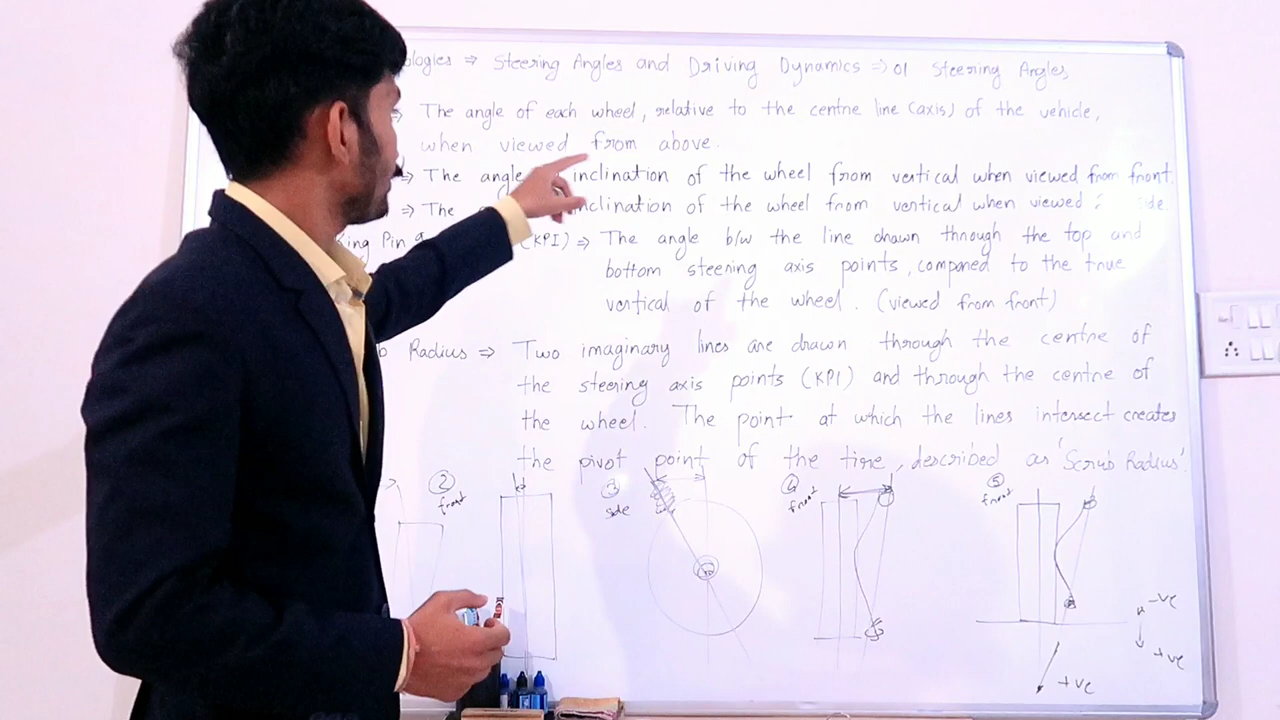 ologies ⇒ Steering Angles and Driving Dynamics ⇒ 01 Steering Angles
⇒ The angle of each wheel, relative to the centre line (axis) of the vehicle,
when viewed from above.
⇒ The angle inclination of the wheel from vertical when viewed from front.
⇒ The inclination of the wheel from vertical when viewed side.
King Pin (KPI) ⇒ The angle b/w the line drawn through the top and
bottom steering axis points, compared to the true
vertical of the wheel. (viewed from front)
b Radius ⇒ Two imaginary lines are drawn through the centre of
the steering axis points (KPI) and through the centre of
the wheel. The point at which the lines intersect creates
the pivot point of the tire, described as 'Scrub Radius'.
② front
③ side
④ front
⑤ front
-ve
+ve
+ve